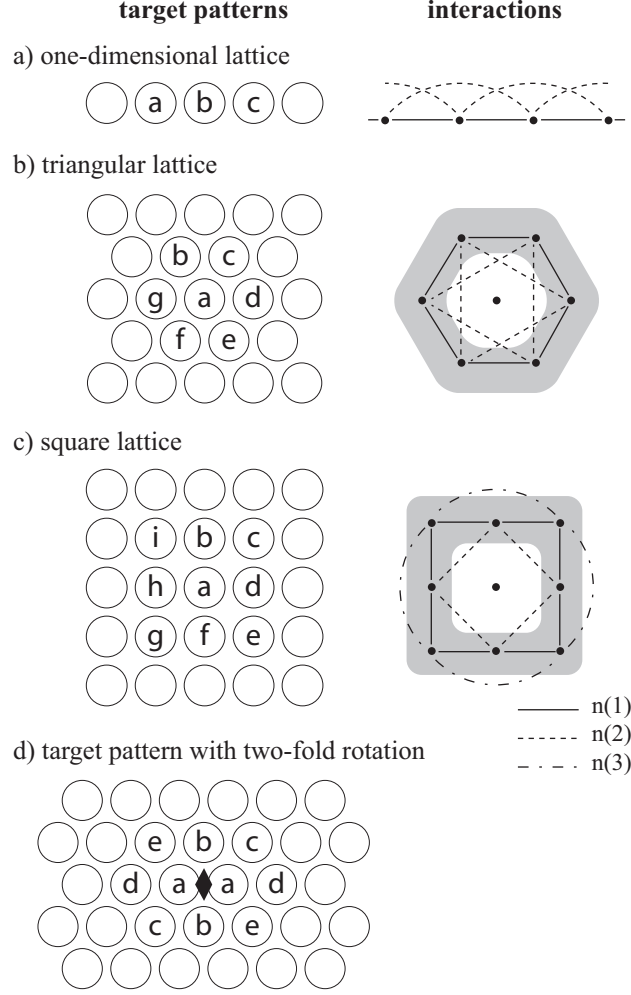 target patterns interactions
a) one-dimensional lattice
a b c
b) triangular lattice
b c
g a d
f e
c) square lattice
i b c
h a d
g f e
n(1)
n(2)
n(3)
d) target pattern with two-fold rotation
e b c
d a a d
c b e